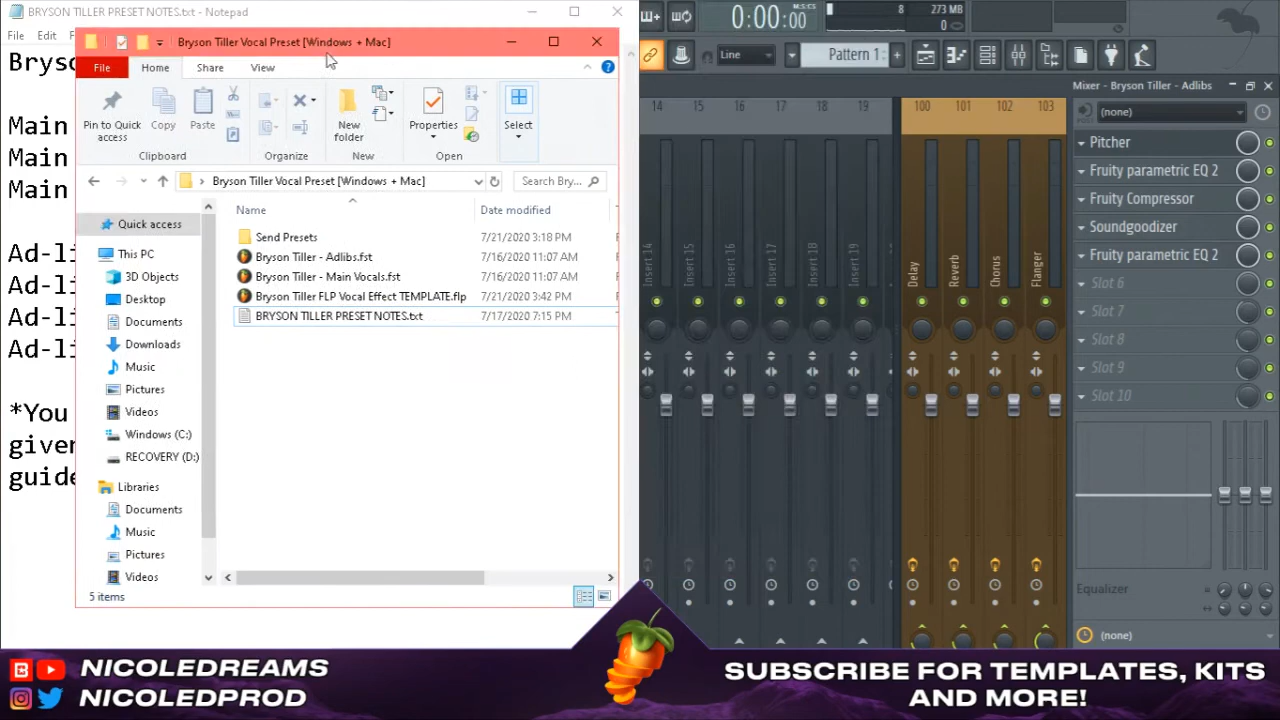 BRYSON TILLER PRESET NOTES.txt - Notepad
File Edit
Bryso
Main
Main
Main
Ad-li
Ad-li
Ad-li
Ad-li
*You
given
guide
Bryson Tiller Vocal Preset [Windows + Mac]
File Home Share View
Pin to Quick access
Copy
Paste
Clipboard
Organize
New folder
New
Properties
Open
Select
Bryson Tiller Vocal Preset [Windows + Mac]
Search Bry...
Name Date modified
Quick access
This PC
3D Objects
Desktop
Documents
Downloads
Music
Pictures
Videos
Windows (C:)
RECOVERY (D:)
Libraries
Documents
Music
Pictures
Videos
Send Presets 7/21/2020 3:18 PM
Bryson Tiller - Adlibs.fst 7/16/2020 11:07 AM
Bryson Tiller - Main Vocals.fst 7/16/2020 11:07 AM
Bryson Tiller FLP Vocal Effect TEMPLATE.flp 7/21/2020 3:42 PM
BRYSON TILLER PRESET NOTES.txt 7/17/2020 7:15 PM
5 items
0:00:00
M:S:CS
8
273 MB
0
Line
Pattern 1
14 15 16 17 18 19 100 101 102 103
Insert 14
Insert 15
Insert 16
Insert 17
Insert 18
Insert 19
Delay
Reverb
Chorus
Flanger
Mixer - Bryson Tiller - Adlibs
(none)
Pitcher
Fruity parametric EQ 2
Fruity Compressor
Soundgoodizer
Fruity parametric EQ 2
Slot 6
Slot 7
Slot 8
Slot 9
Slot 10
Equalizer
(none)
NICOLEDREAMS
NICOLEDPROD
SUBSCRIBE FOR TEMPLATES, KITS
AND MORE!